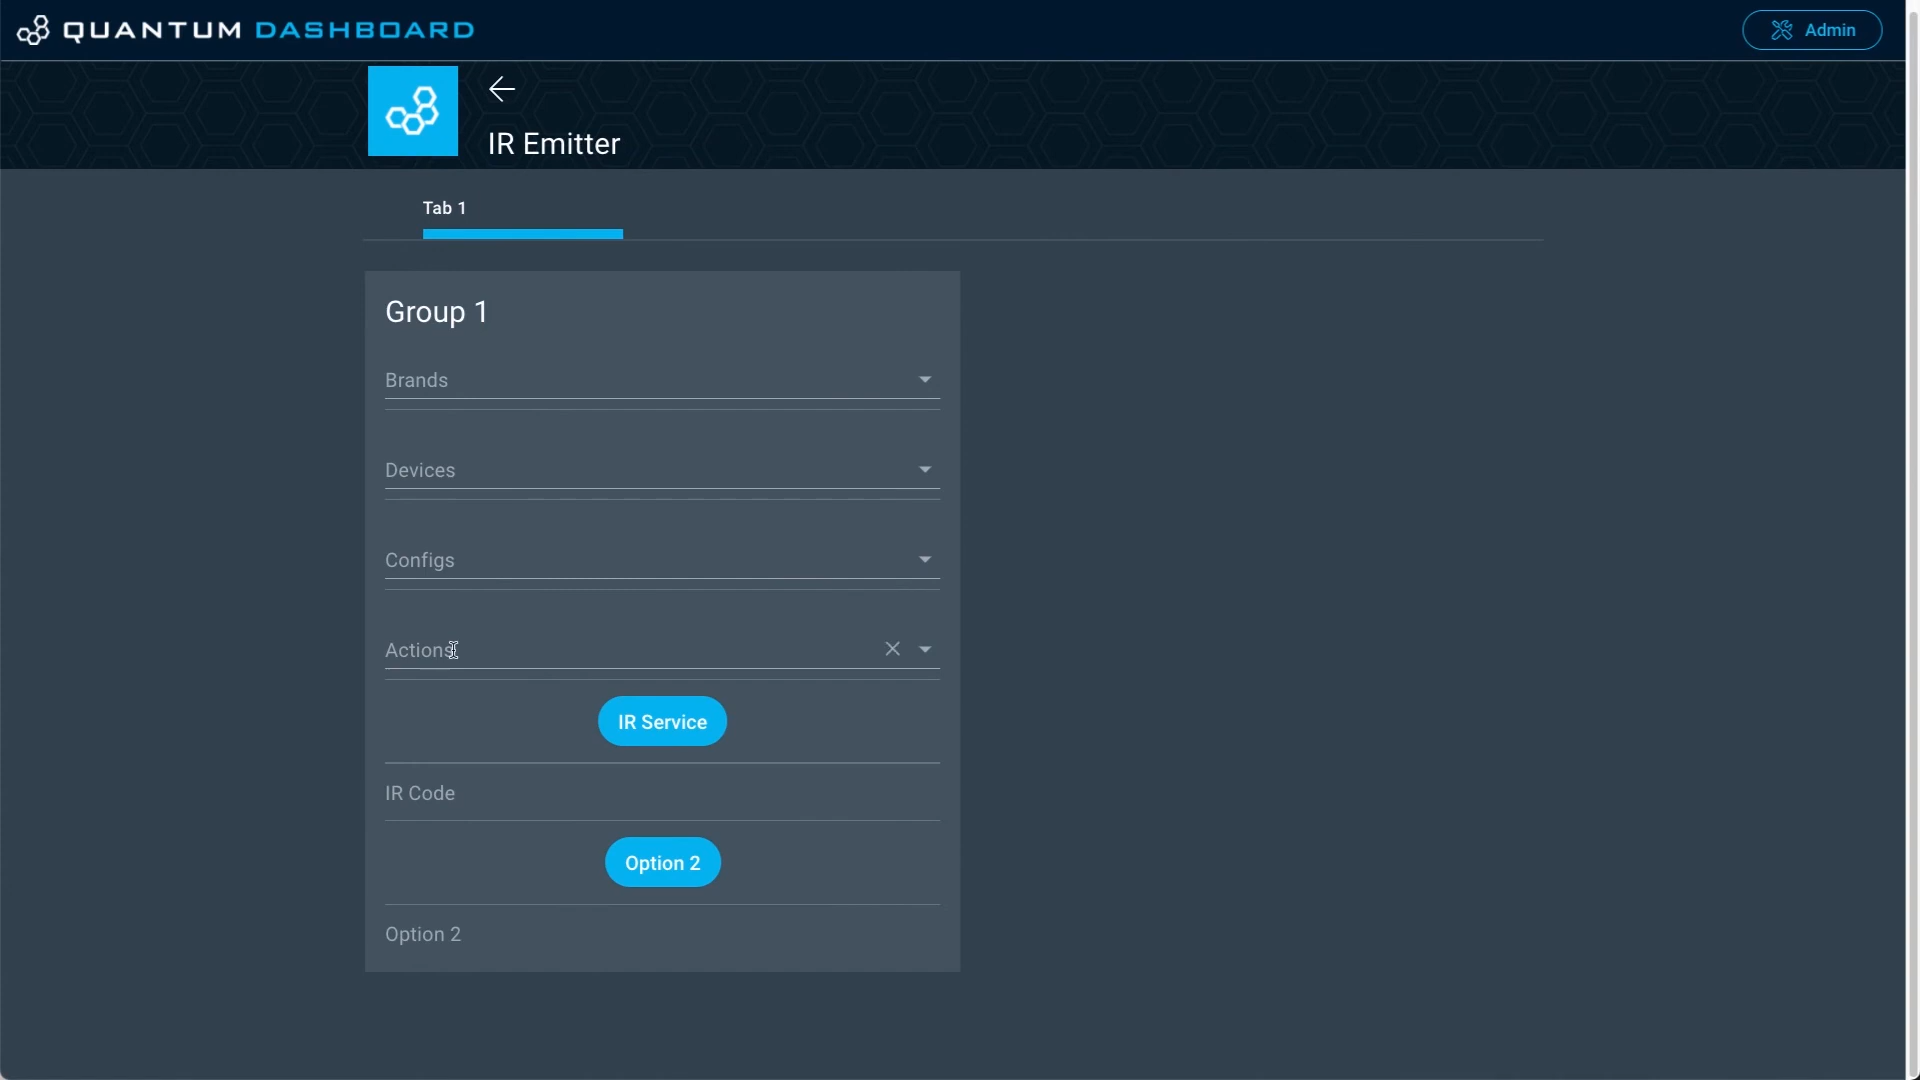 QUANTUM DASHBOARD
Admin
IR Emitter
Tab 1
Group 1
Brands
Devices
Configs
Actions
IR Service
IR Code
Option 2
Option 2